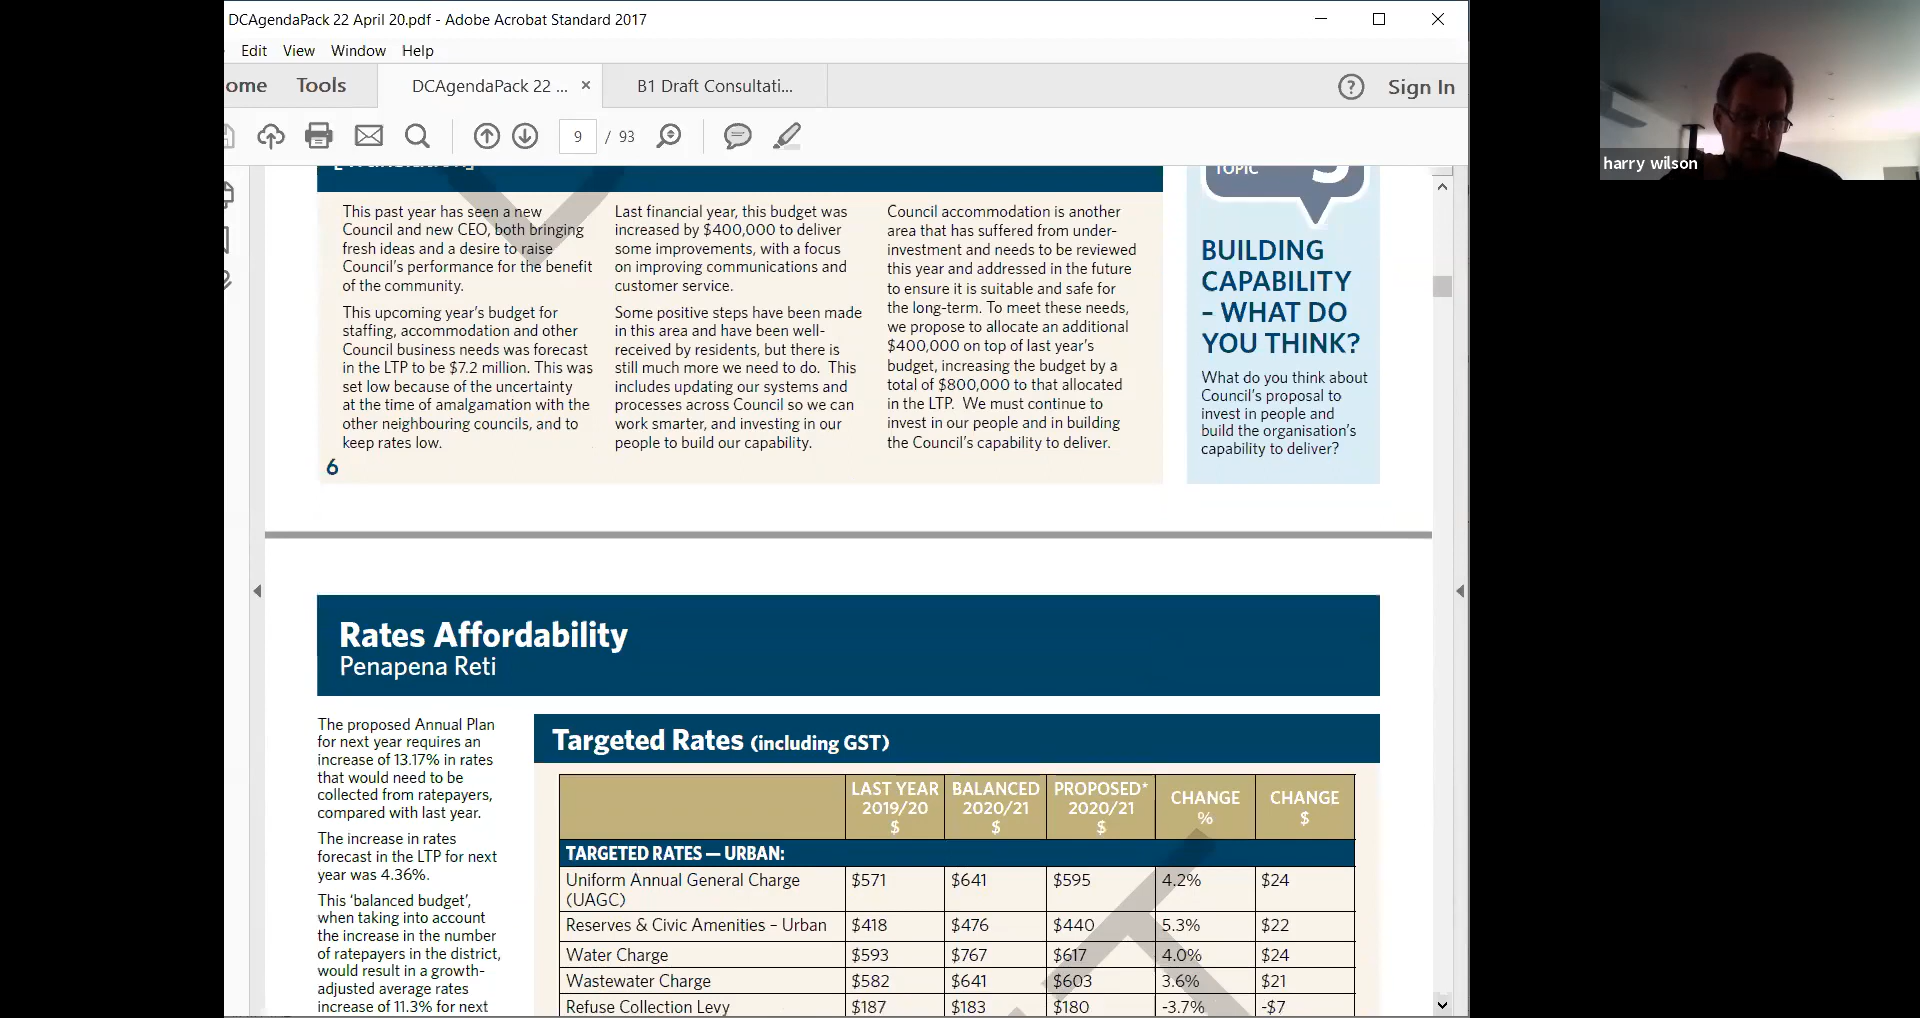 DCAgendaPack 22 April 20.pdf - Adobe Acrobat Standard 2017
Edit View Window Help
ome Tools DCAgendaPack 22 ... × B1 Draft Consultati... ? Sign In
9 / 93
harry wilson
This past year has seen a new
Council and new CEO, both bringing
fresh ideas and a desire to raise
Council's performance for the benefit
of the community.
This upcoming year's budget for
staffing, accommodation and other
Council business needs was forecast
in the LTP to be $7.2 million. This was
set low because of the uncertainty
at the time of amalgamation with the
other neighbouring councils, and to
keep rates low.
6
Last financial year, this budget was
increased by $400,000 to deliver
some improvements, with a focus
on improving communications and
customer service.
Some positive steps have been made
in this area and have been well-
received by residents, but there is
still much more we need to do. This
includes updating our systems and
processes across Council so we can
work smarter, and investing in our
people to build our capability.
Council accommodation is another
area that has suffered from under-
investment and needs to be reviewed
this year and addressed in the future
to ensure it is suitable and safe for
the long-term. To meet these needs,
we propose to allocate an additional
$400,000 on top of last year's
budget, increasing the budget by a
total of $800,000 to that allocated
in the LTP. We must continue to
invest in our people and in building
the Council's capability to deliver.
TOPIC
BUILDING
CAPABILITY
– WHAT DO
YOU THINK?
What do you think about
Council's proposal to
invest in people and
build the organisation's
capability to deliver?
Rates Affordability
Penapena Reti
The proposed Annual Plan
for next year requires an
increase of 13.17% in rates
that would need to be
collected from ratepayers,
compared with last year.
The increase in rates
forecast in the LTP for next
year was 4.36%.
This 'balanced budget',
when taking into account
the increase in the number
of ratepayers in the district,
would result in a growth-
adjusted average rates
increase of 11.3% for next
Targeted Rates (including GST)
LAST YEAR 2019/20 $ BALANCED 2020/21 $ PROPOSED* 2020/21 $ CHANGE % CHANGE $
TARGETED RATES — URBAN:
Uniform Annual General Charge (UAGC) $571 $641 $595 4.2% $24
Reserves & Civic Amenities – Urban $418 $476 $440 5.3% $22
Water Charge $593 $767 $617 4.0% $24
Wastewater Charge $582 $641 $603 3.6% $21
Refuse Collection Levy $187 $183 $180 -3.7% -$7